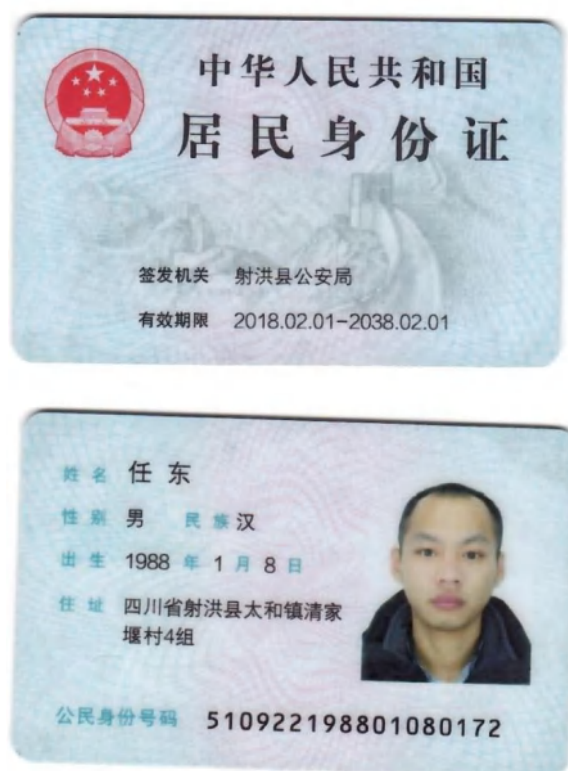 中华人民共和国
居民身份证
签发机关 射洪县公安局
有效期限 2018.02.01-2038.02.01
姓名 任东
性别 男 民族 汉
出生 1988 年 1 月 8 日
住址 四川省射洪县太和镇清家
堰村4组
公民身份号码 510922198801080172